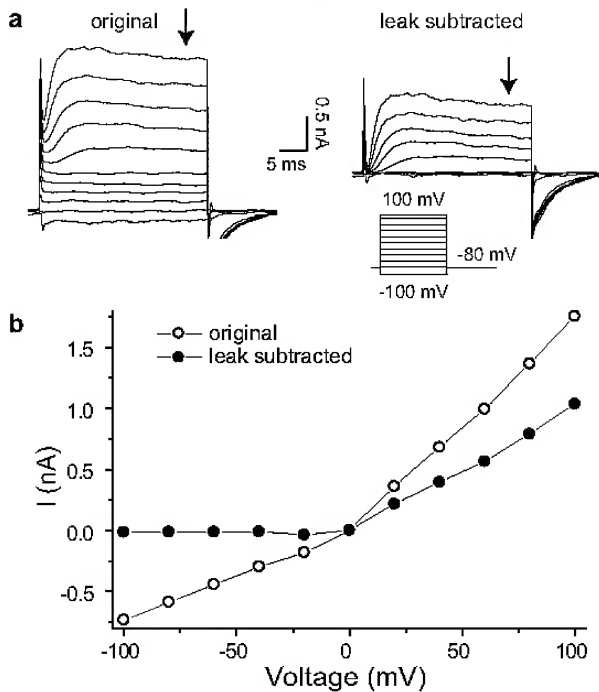 a
original
leak subtracted
0.5 nA
5 ms
100 mV
-80 mV
-100 mV
b
original
leak subtracted
1.5
1.0
0.5
0.0
-0.5
I (nA)
-100
-50
0
50
100
Voltage (mV)